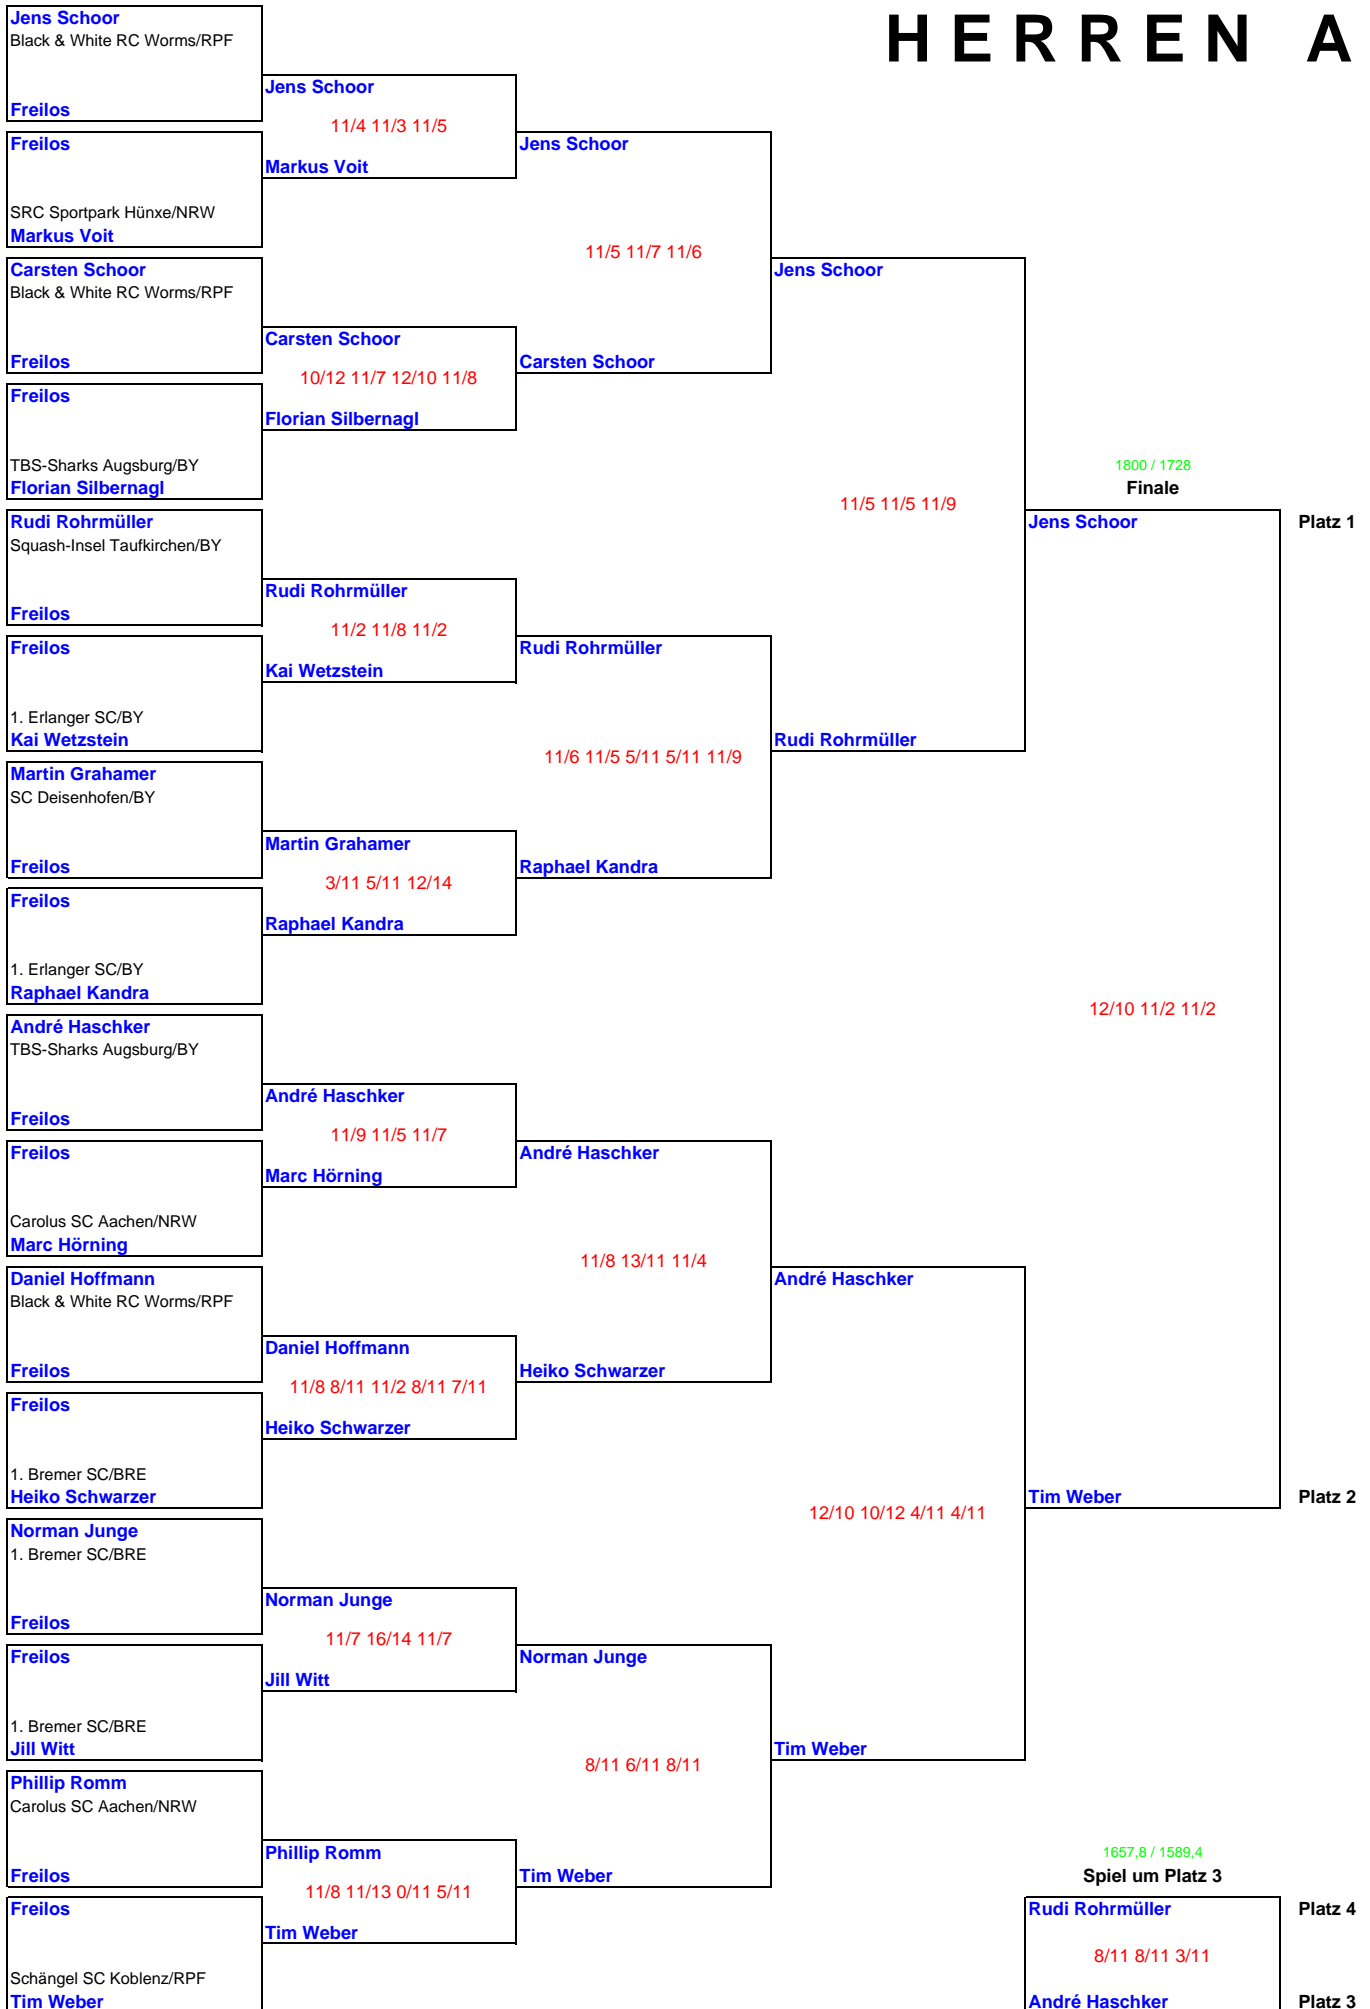 HERREN A
Jens Schoor
Black & White RC Worms/RPF
Freilos
Freilos
SRC Sportpark Hünxe/NRW
Markus Voit
Carsten Schoor
Black & White RC Worms/RPF
Freilos
Freilos
TBS-Sharks Augsburg/BY
Florian Silbernagl
Rudi Rohrmüller
Squash-Insel Taufkirchen/BY
Freilos
Freilos
1. Erlanger SC/BY
Kai Wetzstein
Martin Grahamer
SC Deisenhofen/BY
Freilos
Freilos
1. Erlanger SC/BY
Raphael Kandra
André Haschker
TBS-Sharks Augsburg/BY
Freilos
Freilos
Carolus SC Aachen/NRW
Marc Hörning
Daniel Hoffmann
Black & White RC Worms/RPF
Freilos
Freilos
1. Bremer SC/BRE
Heiko Schwarzer
Norman Junge
1. Bremer SC/BRE
Freilos
Freilos
1. Bremer SC/BRE
Jill Witt
Phillip Romm
Carolus SC Aachen/NRW
Freilos
Freilos
Schängel SC Koblenz/RPF
Tim Weber
Jens Schoor
11/4 11/3 11/5
Markus Voit
Carsten Schoor
10/12 11/7 12/10 11/8
Florian Silbernagl
Rudi Rohrmüller
11/2 11/8 11/2
Kai Wetzstein
Martin Grahamer
3/11 5/11 12/14
Raphael Kandra
André Haschker
11/9 11/5 11/7
Marc Hörning
Daniel Hoffmann
11/8 8/11 11/2 8/11 7/11
Heiko Schwarzer
Norman Junge
11/7 16/14 11/7
Jill Witt
Phillip Romm
11/8 11/13 0/11 5/11
Tim Weber
Jens Schoor
11/5 11/7 11/6
Carsten Schoor
Rudi Rohrmüller
11/6 11/5 5/11 5/11 11/9
Raphael Kandra
André Haschker
11/8 13/11 11/4
Heiko Schwarzer
Norman Junge
8/11 6/11 8/11
Tim Weber
Jens Schoor
11/5 11/5 11/9
Rudi Rohrmüller
André Haschker
12/10 10/12 4/11 4/11
Tim Weber
1800 / 1728
Finale
Jens Schoor Platz 1
12/10 11/2 11/2
Tim Weber Platz 2
1657,8 / 1589,4
Spiel um Platz 3
Rudi Rohrmüller Platz 4
8/11 8/11 3/11
André Haschker Platz 3